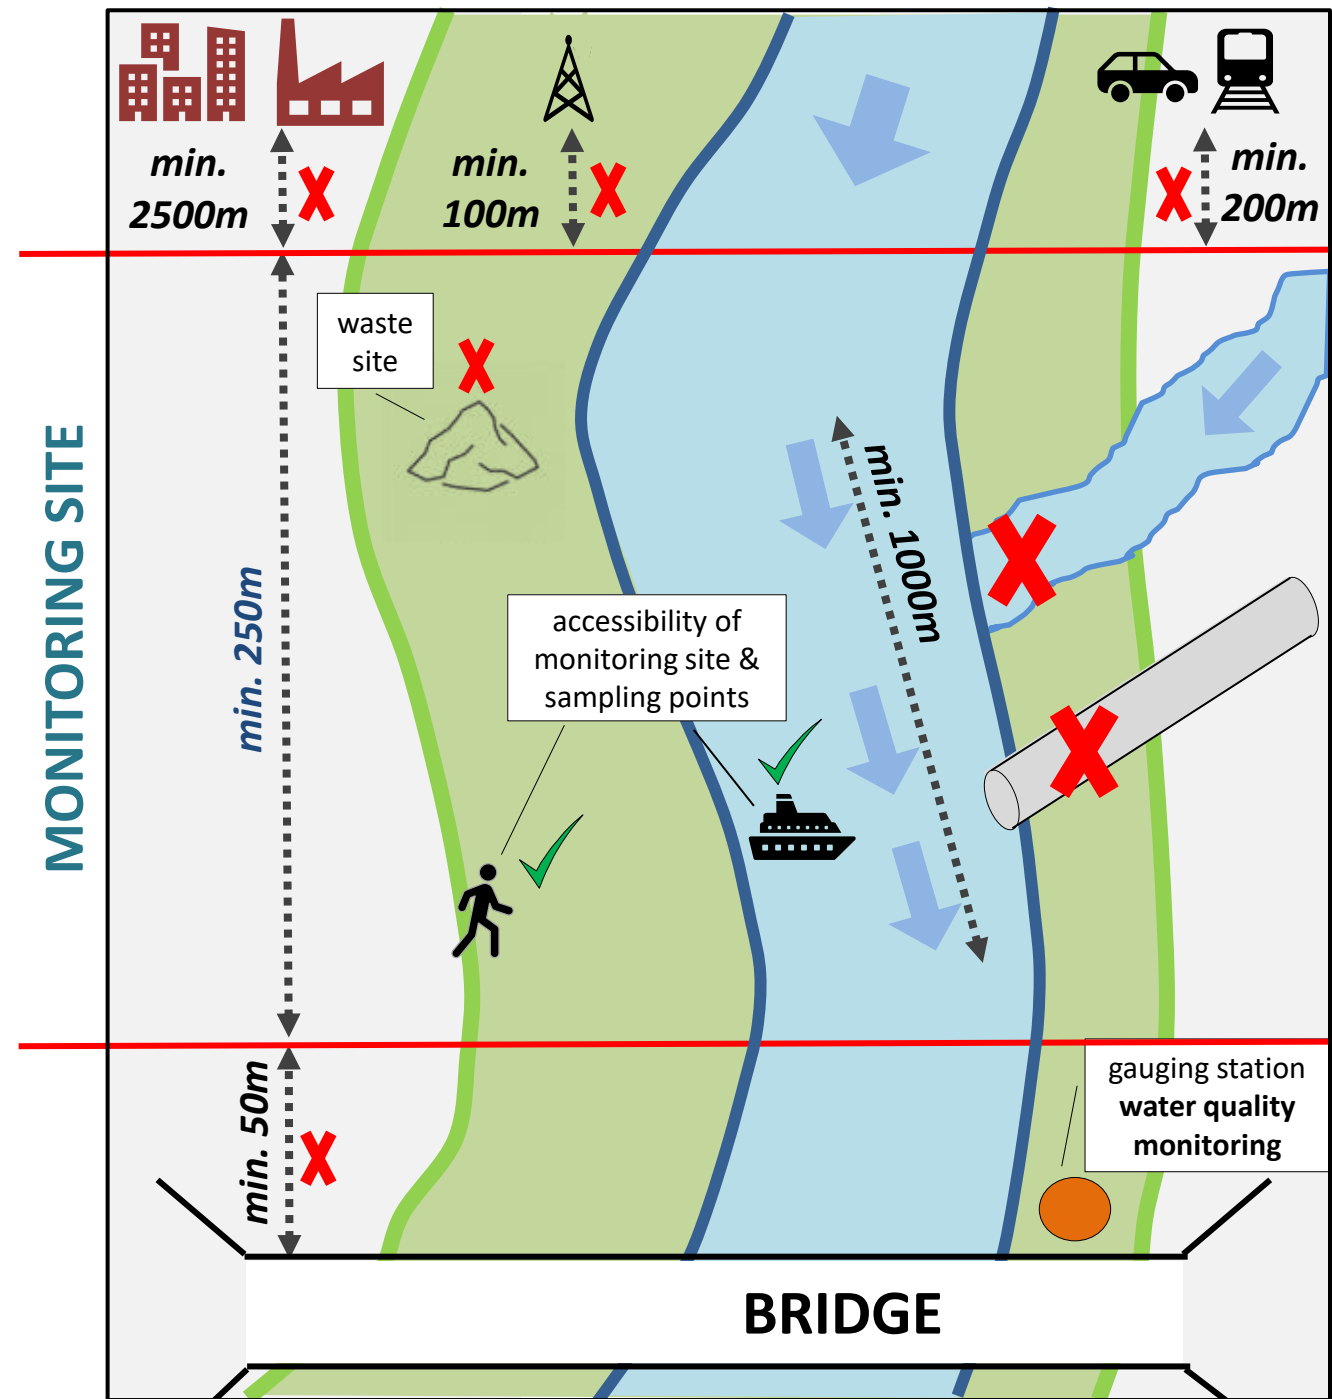 min.
2500m
min.
100m
min.
200m
waste
site
MONITORING SITE
min. 250m
min. 1000m
accessibility of
monitoring site &
sampling points
min. 50m
gauging station
water quality
monitoring
BRIDGE